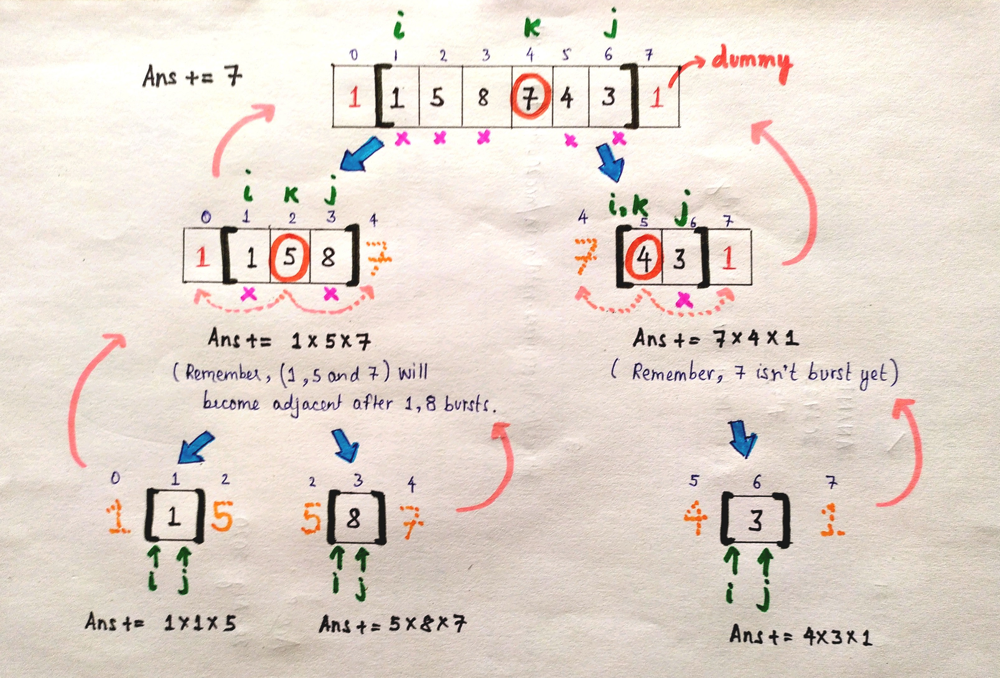 i k j
0 1 2 3 4 5 6 7
dummy
Ans += 7
1 [ 1 5 8 7 4 3 ] 1
x x x x x
i k j
0 1 2 3 4
1 [ 1 5 8 ] 7
x x
i,k j
4 5 6 7
7 [ 4 3 ] 1
x
Ans += 1 x 5 x 7
(Remember, (1, 5 and 7) will
become adjacent after 1, 8 bursts.
Ans += 7 x 4 x 1
( Remember, 7 isn't burst yet)
0 1 2
1 [ 1 ] 5
i j
Ans += 1 x 1 x 5
2 3 4
5 [ 8 ] 7
i j
Ans += 5 x 8 x 7
5 6 7
4 [ 3 ] 1
i j
Ans += 4 x 3 x 1